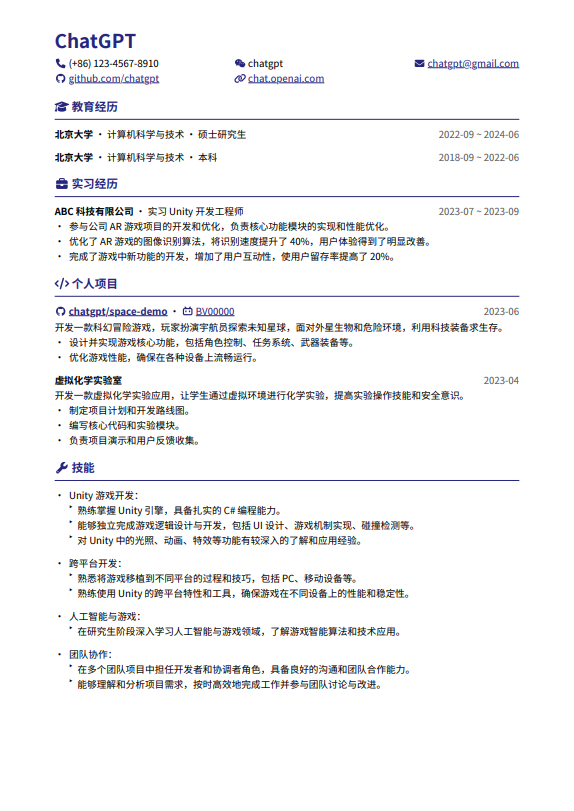 ChatGPT
(+86) 123-4567-8910 chatgpt chatgpt@gmail.com
github.com/chatgpt chat.openai.com
教育经历
北京大学 · 计算机科学与技术 · 硕士研究生 2022-09 ~ 2024-06
北京大学 · 计算机科学与技术 · 本科 2018-09 ~ 2022-06
实习经历
ABC 科技有限公司 · 实习 Unity 开发工程师 2023-07 ~ 2023-09
· 参与公司 AR 游戏项目的开发和优化，负责核心功能模块的实现和性能优化。
· 优化了 AR 游戏的图像识别算法，将识别速度提升了 40%，用户体验得到了明显改善。
· 完成了游戏中新功能的开发，增加了用户互动性，使用户留存率提高了 20%。
个人项目
chatgpt/space-demo · BV00000 2023-06
开发一款科幻冒险游戏，玩家扮演宇航员探索未知星球，面对外星生物和危险环境，利用科技装备求生存。
· 设计并实现游戏核心功能，包括角色控制、任务系统、武器装备等。
· 优化游戏性能，确保在各种设备上流畅运行。
虚拟化学实验室 2023-04
开发一款虚拟化学实验应用，让学生通过虚拟环境进行化学实验，提高实验操作技能和安全意识。
· 制定项目计划和开发路线图。
· 编写核心代码和实验模块。
· 负责项目演示和用户反馈收集。
技能
· Unity 游戏开发：
‣ 熟练掌握 Unity 引擎，具备扎实的 C# 编程能力。
‣ 能够独立完成游戏逻辑设计与开发，包括 UI 设计、游戏机制实现、碰撞检测等。
‣ 对 Unity 中的光照、动画、特效等功能有较深入的了解和应用经验。
· 跨平台开发：
‣ 熟悉将游戏移植到不同平台的过程和技巧，包括 PC、移动设备等。
‣ 熟练使用 Unity 的跨平台特性和工具，确保游戏在不同设备上的性能和稳定性。
· 人工智能与游戏：
‣ 在研究生阶段深入学习人工智能与游戏领域，了解游戏智能算法和技术应用。
· 团队协作：
‣ 在多个团队项目中担任开发者和协调者角色，具备良好的沟通和团队合作能力。
‣ 能够理解和分析项目需求，按时高效地完成工作并参与团队讨论与改进。